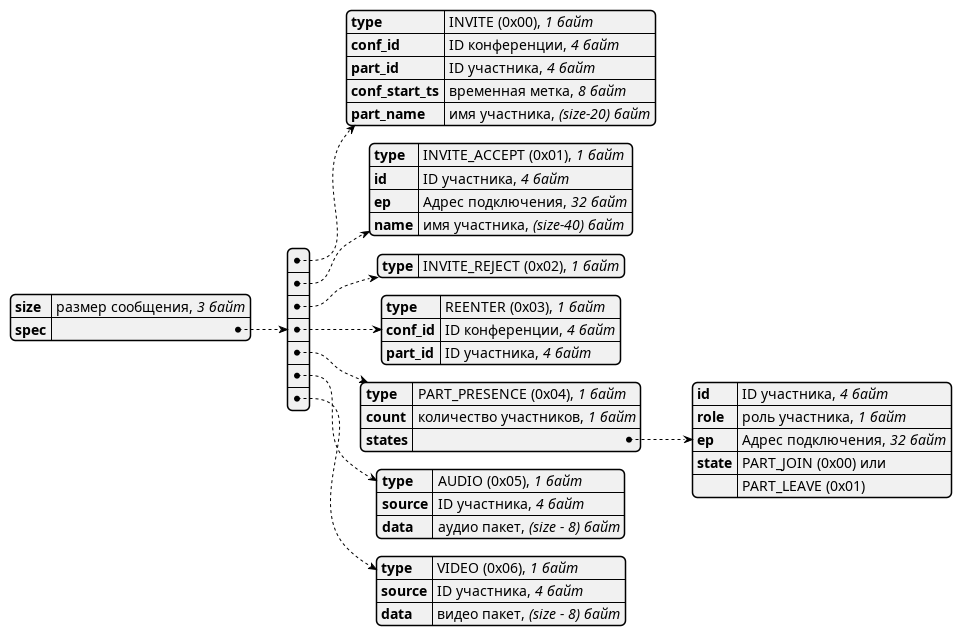 type INVITE (0x00), 1 байт
conf_id ID конференции, 4 байт
part_id ID участника, 4 байт
conf_start_ts временная метка, 8 байт
part_name имя участника, (size-20) байт
type INVITE_ACCEPT (0x01), 1 байт
id ID участника, 4 байт
ep Адрес подключения, 32 байт
name имя участника, (size-40) байт
type INVITE_REJECT (0x02), 1 байт
size размер сообщения, 3 байт
spec
type REENTER (0x03), 1 байт
conf_id ID конференции, 4 байт
part_id ID участника, 4 байт
type PART_PRESENCE (0x04), 1 байт
count количество участников, 1 байт
states
id ID участника, 4 байт
role роль участника, 1 байт
ep Адрес подключения, 32 байт
state PART_JOIN (0x00) или
PART_LEAVE (0x01)
type AUDIO (0x05), 1 байт
source ID участника, 4 байт
data аудио пакет, (size - 8) байт
type VIDEO (0x06), 1 байт
source ID участника, 4 байт
data видео пакет, (size - 8) байт